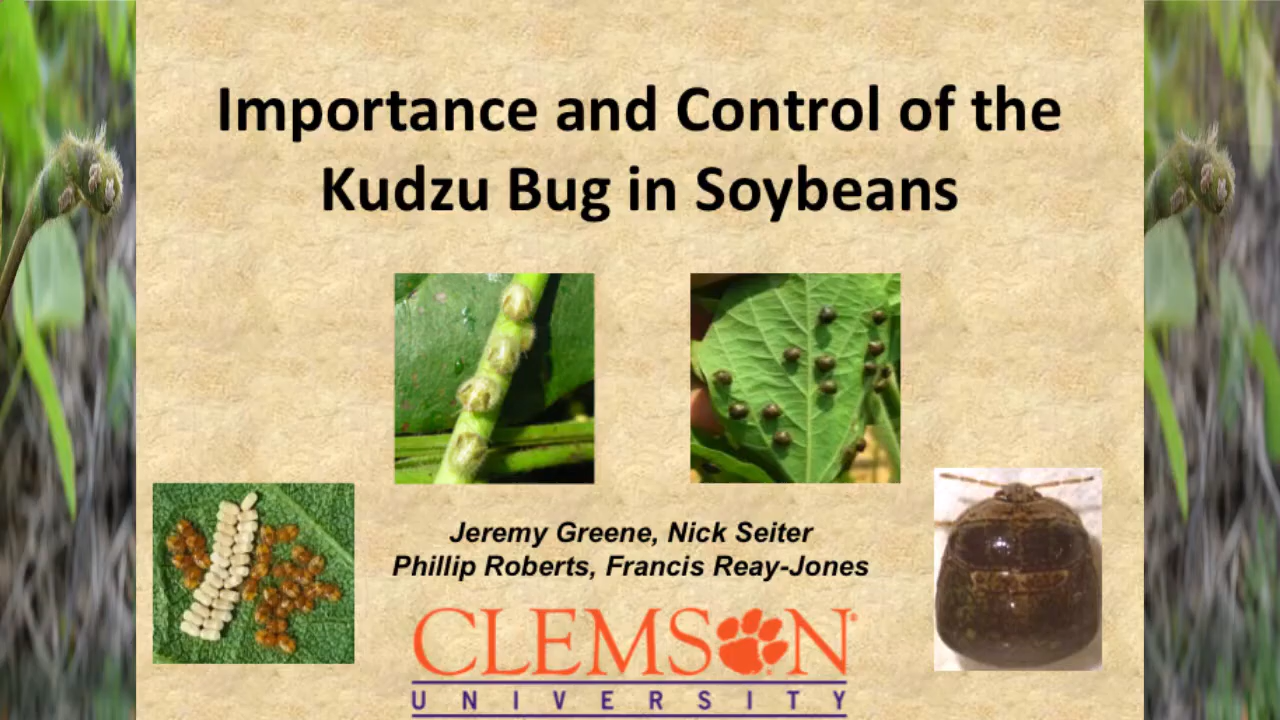 Importance and Control of the
Kudzu Bug in Soybeans
Jeremy Greene, Nick Seiter
Phillip Roberts, Francis Reay-Jones
CLEMSON®
UNIVERSITY